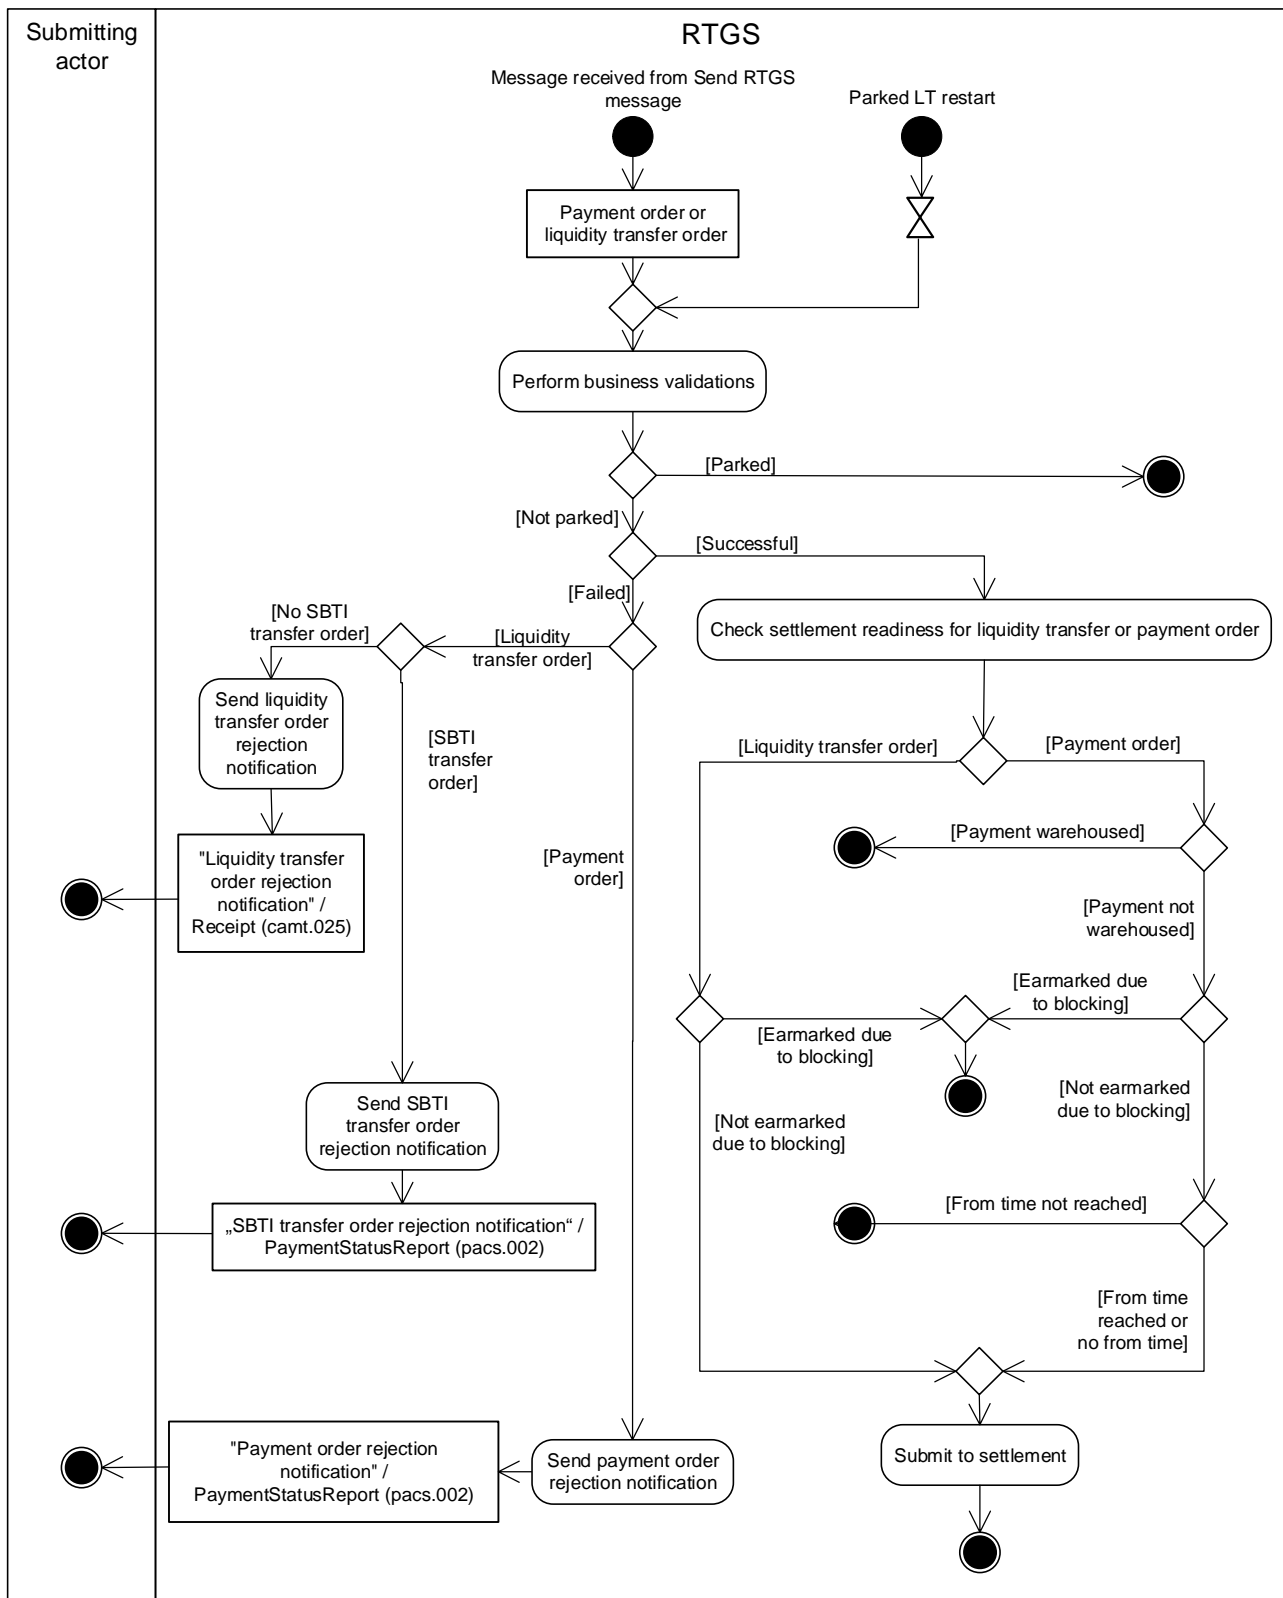 Submitting
actor
RTGS
Message received from Send RTGS
message
Parked LT restart
Payment order or
liquidity transfer order
Perform business validations
[Parked]
[Not parked]
[Successful]
[Failed]
[No SBTI
transfer order]
[Liquidity
transfer order]
Check settlement readiness for liquidity transfer or payment order
Send liquidity
transfer order
rejection
notification
[SBTI
transfer
order]
[Liquidity transfer order]
[Payment order]
[Payment warehoused]
"Liquidity transfer
order rejection
notification" /
Receipt (camt.025)
[Payment
order]
[Payment not
warehoused]
[Earmarked due
to blocking]
[Earmarked due
to blocking]
Send SBTI
transfer order
rejection notification
[Not earmarked
due to blocking]
[Not earmarked
due to blocking]
[From time not reached]
„SBTI transfer order rejection notification“ /
PaymentStatusReport (pacs.002)
[From time
reached or
no from time]
"Payment order rejection
notification" /
PaymentStatusReport (pacs.002)
Send payment order
rejection notification
Submit to settlement